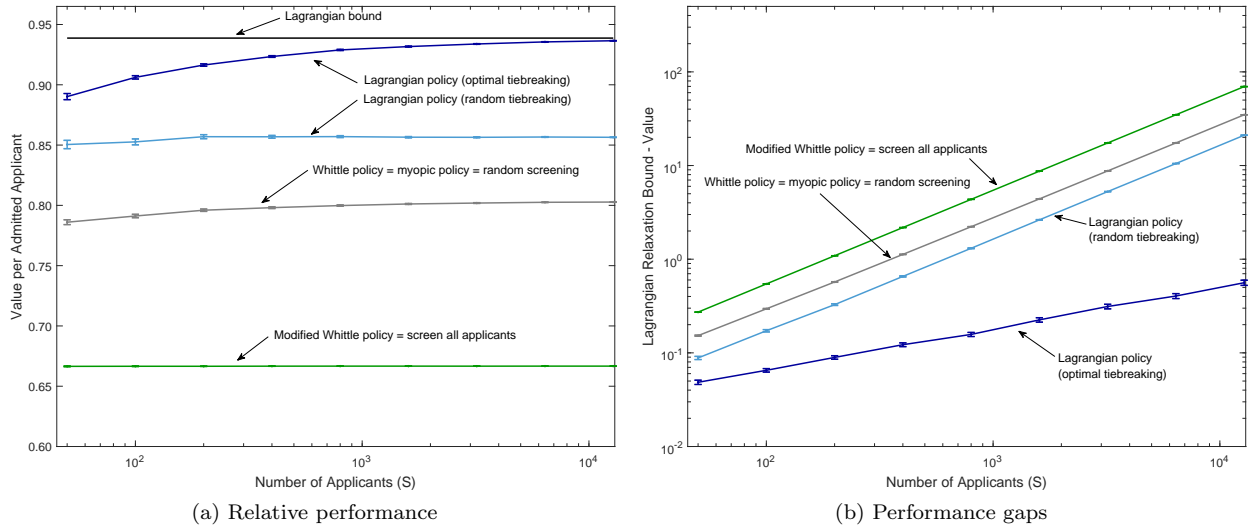 0.95
0.90
0.85
0.80
0.75
0.70
0.65
0.60
Value per Admitted Applicant
Lagrangian bound
Lagrangian policy (optimal tiebreaking)
Lagrangian policy (random tiebreaking)
Whittle policy = myopic policy = random screening
Modified Whittle policy = screen all applicants
10²
10³
10⁴
Number of Applicants (S)
(a) Relative performance
10²
10¹
10⁰
10⁻¹
10⁻²
Lagrangian Relaxation Bound - Value
Modified Whittle policy = screen all applicants
Whittle policy = myopic policy = random screening
Lagrangian policy
(random tiebreaking)
Lagrangian policy
(optimal tiebreaking)
10²
10³
10⁴
Number of Applicants (S)
(b) Performance gaps